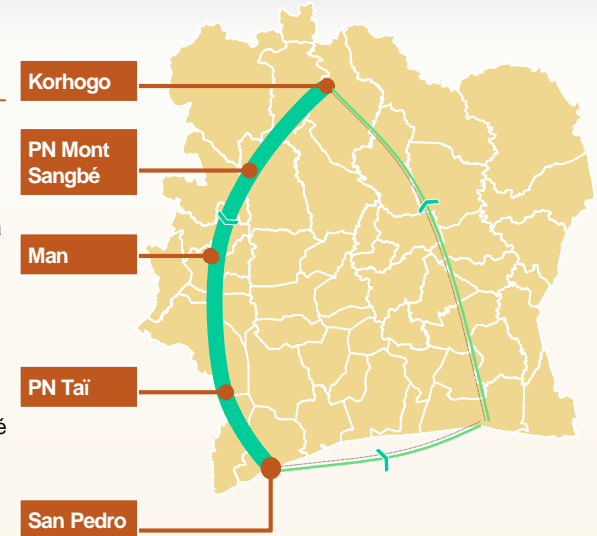 Korhogo
PN Mont
Sangbé
Man
PN Taï
é
San Pedro